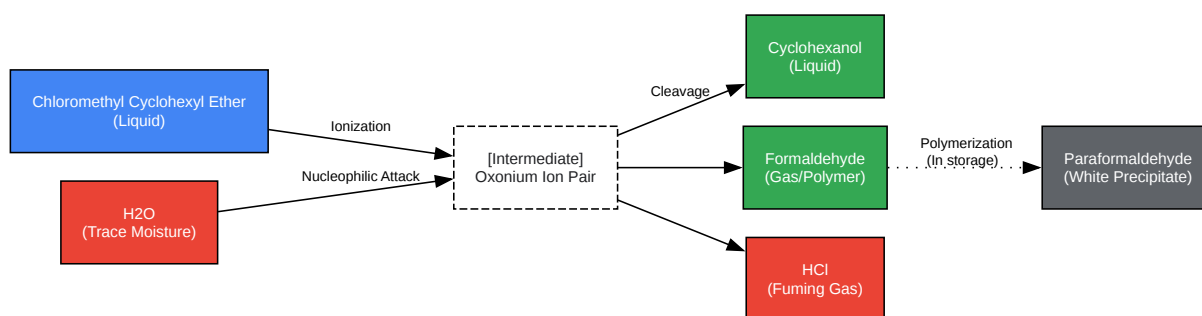 Chloromethyl Cyclohexyl Ether
(Liquid)
H2O
(Trace Moisture)
Ionization
Nucleophilic Attack
[Intermediate]
Oxonium Ion Pair
Cleavage
Cyclohexanol
(Liquid)
Formaldehyde
(Gas/Polymer)
HCl
(Fuming Gas)
Polymerization
(In storage)
Paraformaldehyde
(White Precipitate)